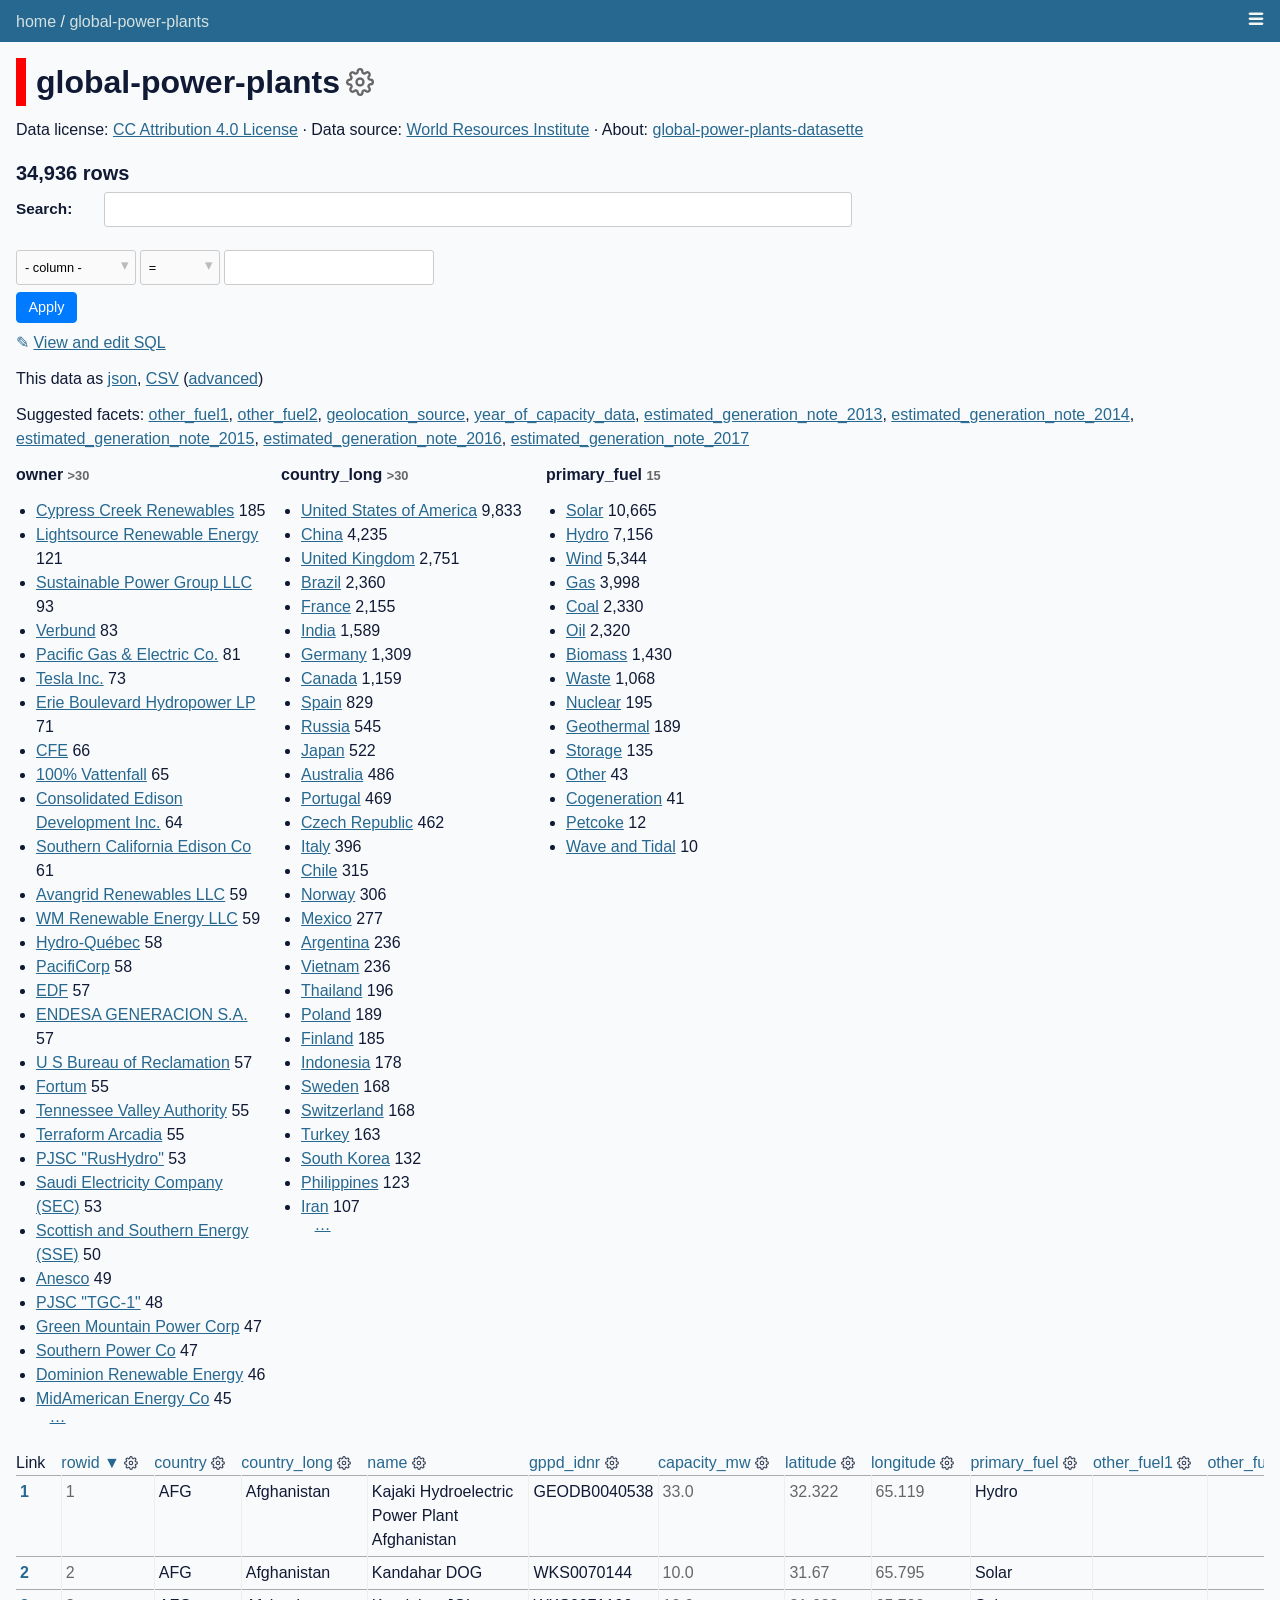 home / global-power-plants
global-power-plants
Data license: CC Attribution 4.0 License · Data source: World Resources Institute · About: global-power-plants-datasette
34,936 rows
Search:
- column - ▼ = ▼
Apply
✎ View and edit SQL
This data as json, CSV (advanced)
Suggested facets: other_fuel1, other_fuel2, geolocation_source, year_of_capacity_data, estimated_generation_note_2013, estimated_generation_note_2014,
estimated_generation_note_2015, estimated_generation_note_2016, estimated_generation_note_2017
owner >30
Cypress Creek Renewables 185
Lightsource Renewable Energy
121
Sustainable Power Group LLC
93
Verbund 83
Pacific Gas & Electric Co. 81
Tesla Inc. 73
Erie Boulevard Hydropower LP
71
CFE 66
100% Vattenfall 65
Consolidated Edison
Development Inc. 64
Southern California Edison Co
61
Avangrid Renewables LLC 59
WM Renewable Energy LLC 59
Hydro-Québec 58
PacifiCorp 58
EDF 57
ENDESA GENERACION S.A.
57
U S Bureau of Reclamation 57
Fortum 55
Tennessee Valley Authority 55
Terraform Arcadia 55
PJSC "RusHydro" 53
Saudi Electricity Company
(SEC) 53
Scottish and Southern Energy
(SSE) 50
Anesco 49
PJSC "TGC-1" 48
Green Mountain Power Corp 47
Southern Power Co 47
Dominion Renewable Energy 46
MidAmerican Energy Co 45
…
country_long >30
United States of America 9,833
China 4,235
United Kingdom 2,751
Brazil 2,360
France 2,155
India 1,589
Germany 1,309
Canada 1,159
Spain 829
Russia 545
Japan 522
Australia 486
Portugal 469
Czech Republic 462
Italy 396
Chile 315
Norway 306
Mexico 277
Argentina 236
Vietnam 236
Thailand 196
Poland 189
Finland 185
Indonesia 178
Sweden 168
Switzerland 168
Turkey 163
South Korea 132
Philippines 123
Iran 107
…
primary_fuel 15
Solar 10,665
Hydro 7,156
Wind 5,344
Gas 3,998
Coal 2,330
Oil 2,320
Biomass 1,430
Waste 1,068
Nuclear 195
Geothermal 189
Storage 135
Other 43
Cogeneration 41
Petcoke 12
Wave and Tidal 10
Link rowid ▼ country country_long name gppd_idnr capacity_mw latitude longitude primary_fuel other_fuel1
1 1 AFG Afghanistan Kajaki Hydroelectric GEODB0040538 33.0 32.322 65.119 Hydro
Power Plant
Afghanistan
2 2 AFG Afghanistan Kandahar DOG WKS0070144 10.0 31.67 65.795 Solar